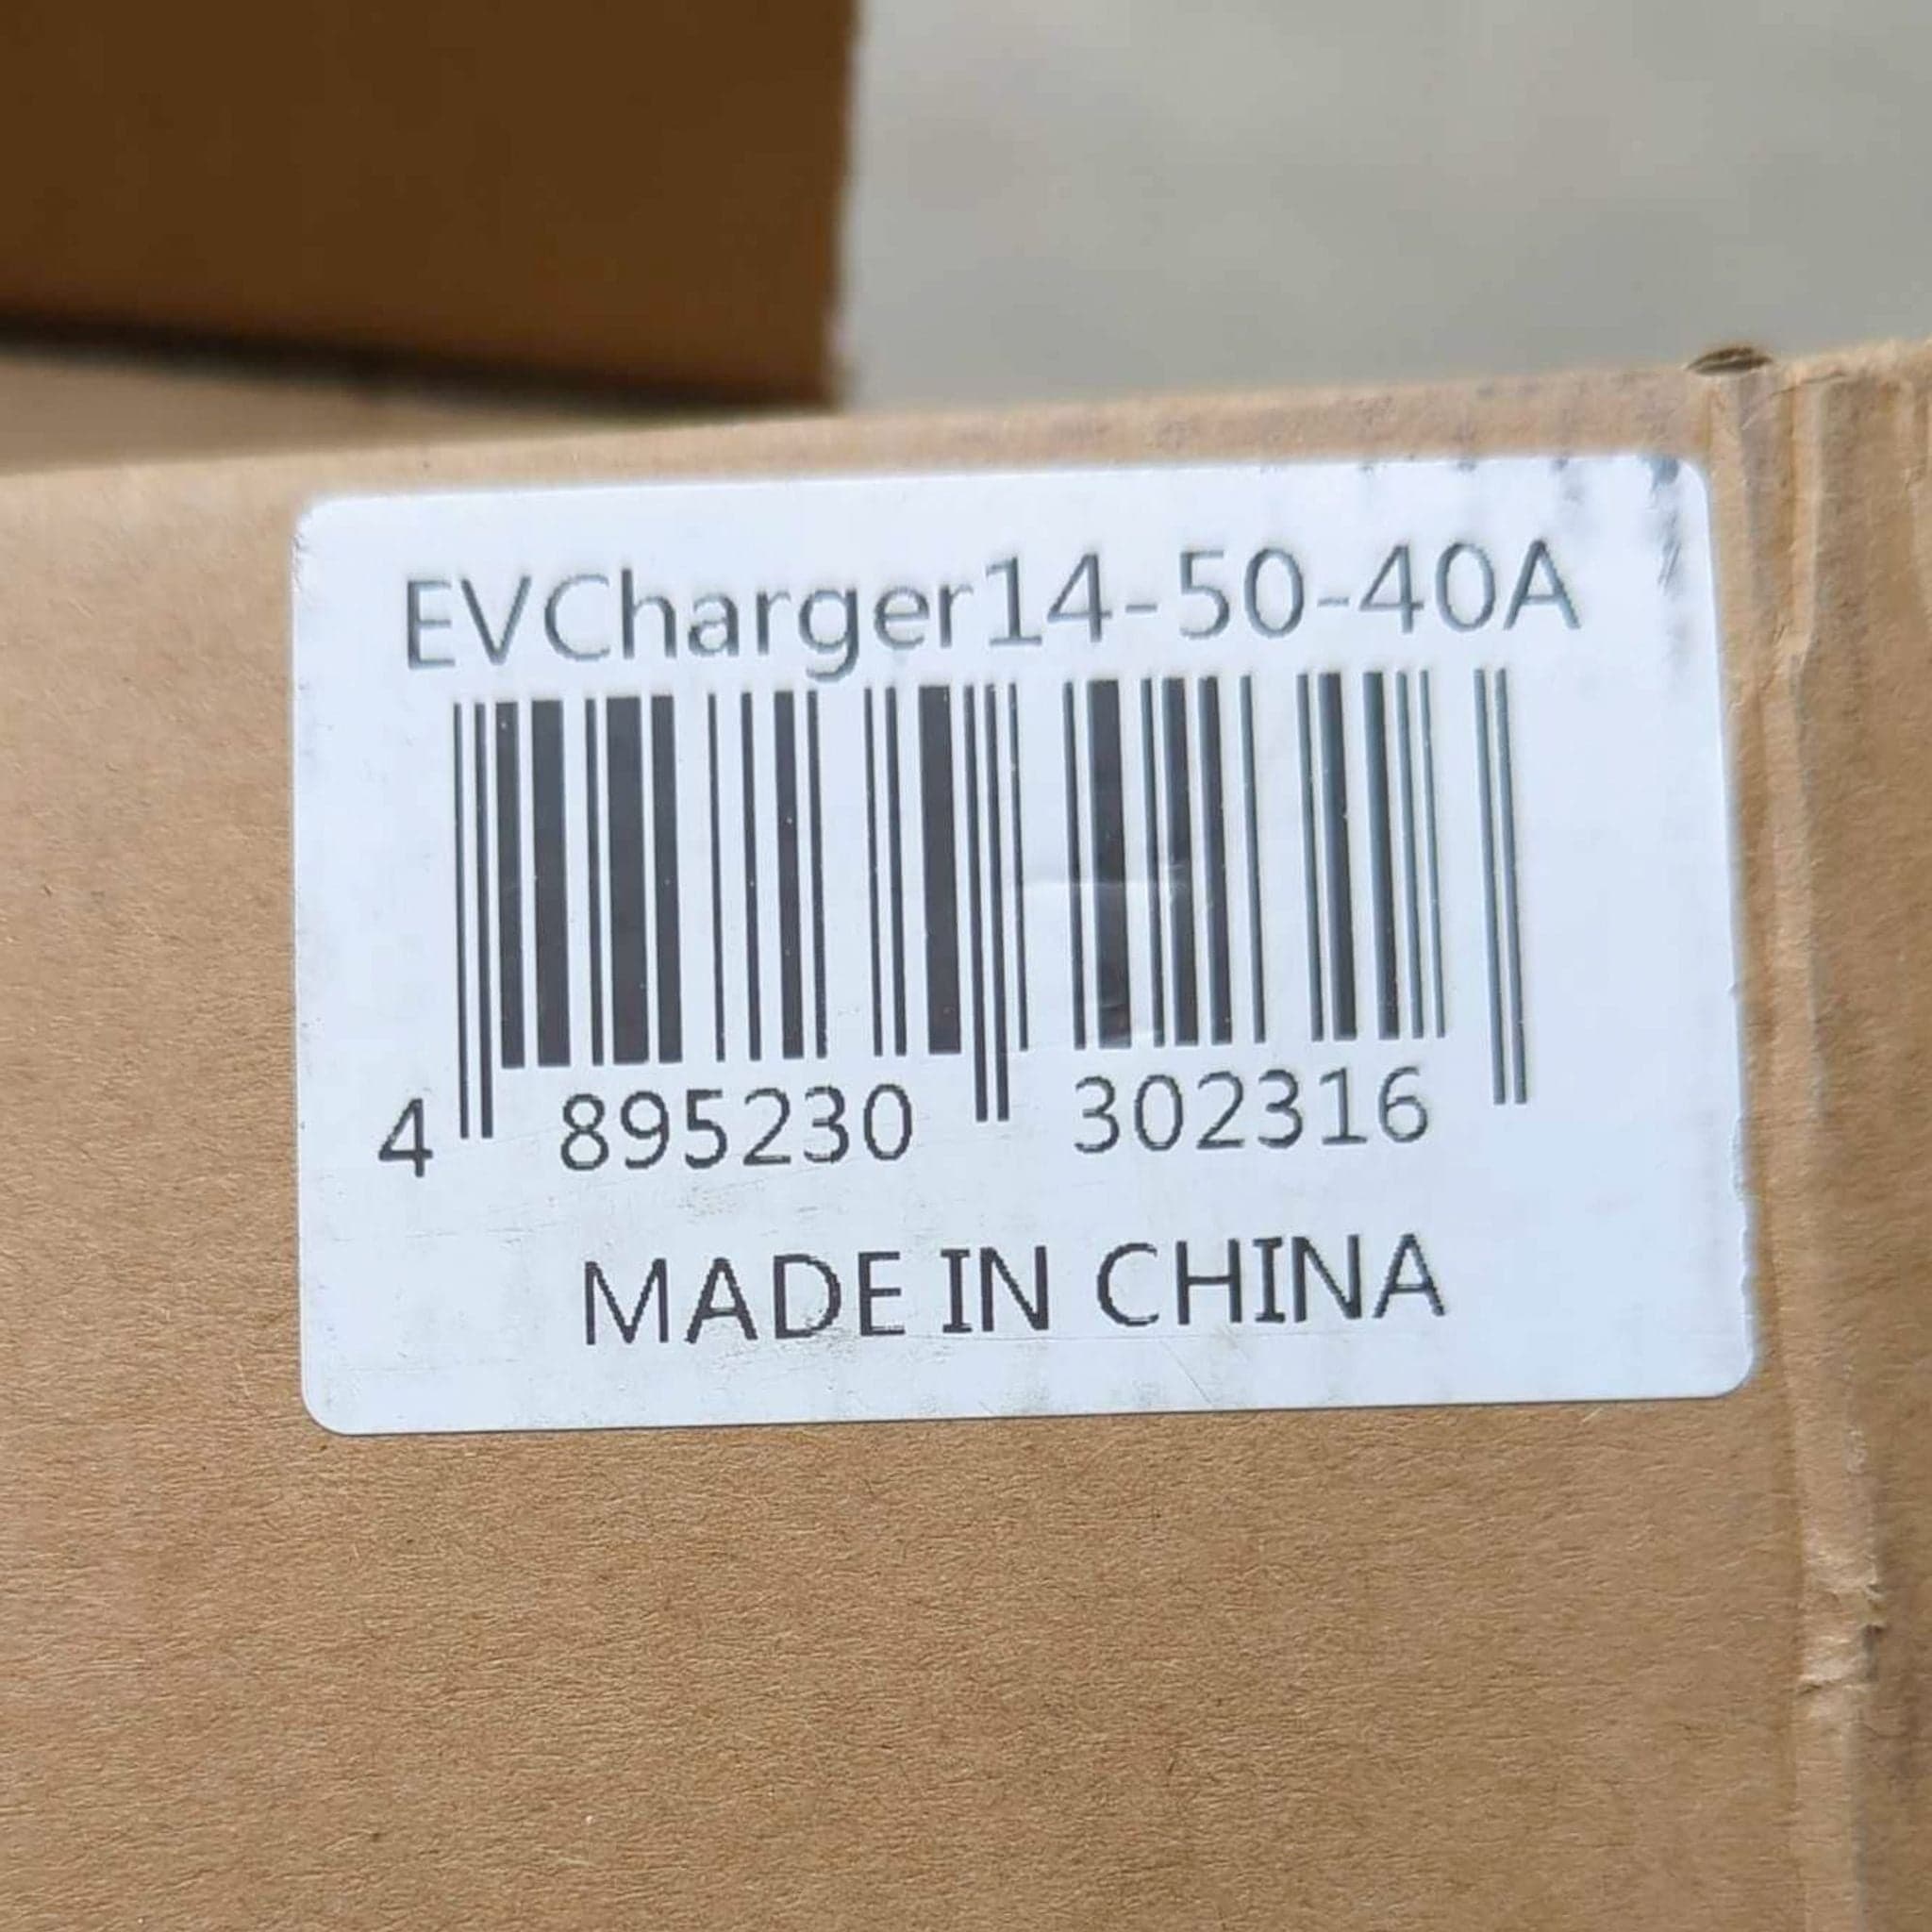 EVCharger14-50-40A
4 895230 302316
MADE IN CHINA